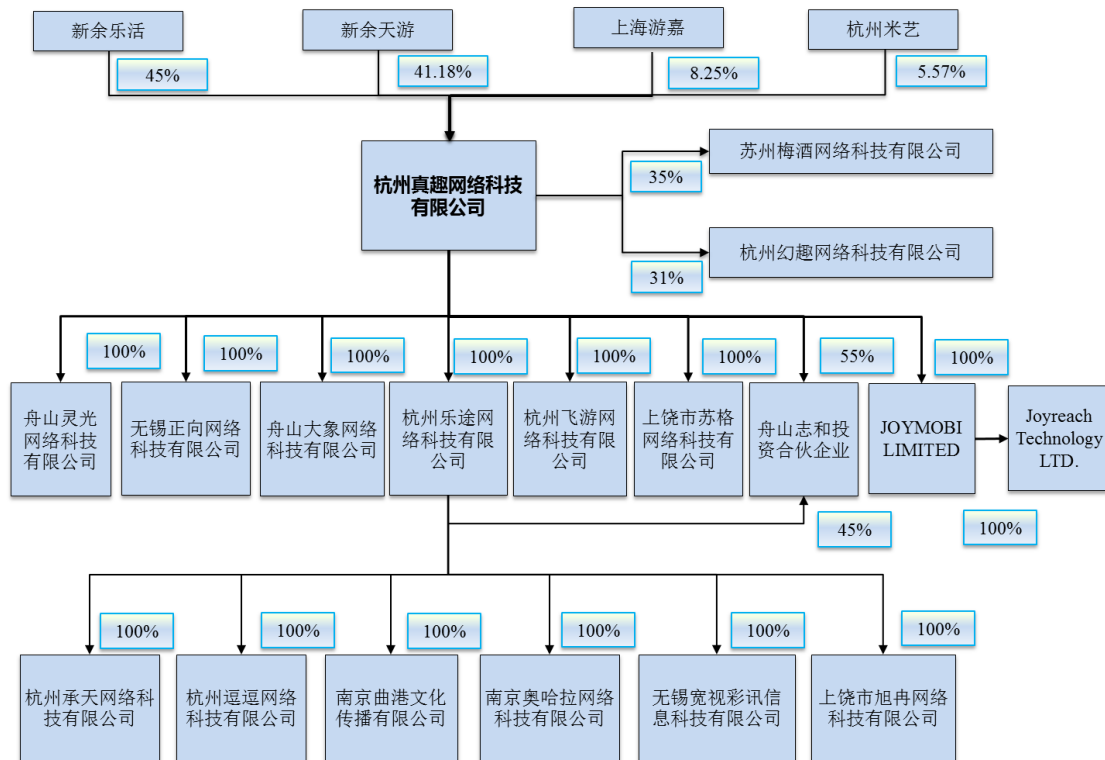 新余乐活
新余天游
上海游嘉
杭州米艺
45%
41.18%
8.25%
5.57%
杭州真趣网络科技
有限公司
苏州梅酒网络科技有限公司
35%
杭州幻趣网络科技有限公司
31%
100%
100%
100%
100%
100%
100%
55%
100%
舟山灵光
网络科技
有限公司
无锡正向网络
科技有限公司
舟山大象网络
科技有限公司
杭州乐途网
络科技有限
公司
杭州飞游网
络科技有限
公司
上饶市苏格
网络科技有
限公司
舟山志和投
资合伙企业
JOYMOBI
LIMITED
Joyreach
Technology
LTD.
45%
100%
100%
100%
100%
100%
100%
100%
杭州承天网络科
技有限公司
杭州逗逗网络
科技有限公司
南京曲港文化
传播有限公司
南京奥哈拉网络
科技有限公司
无锡宽视彩讯信
息科技有限公司
上饶市旭冉网络
科技有限公司